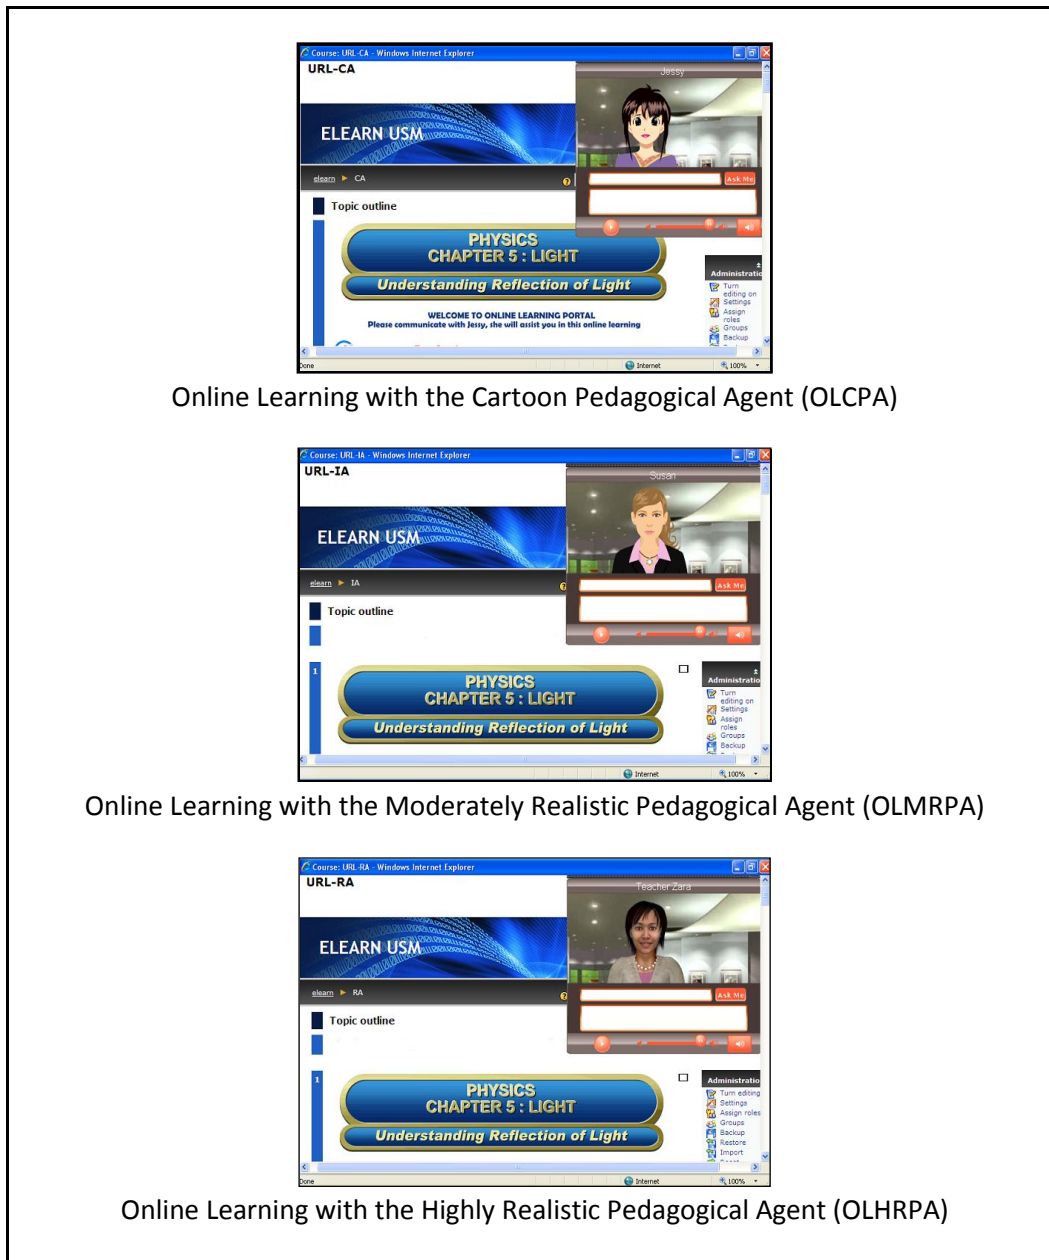 Course: URL-CA - Windows Internet Explorer
URL-CA
Jessy
ELEARN USM
Ask Me
elearn ► CA
Topic outline
PHYSICS
CHAPTER 5 : LIGHT
Understanding Reflection of Light
Administratio
Turn
editing on
Settings
Assign
roles
Groups
Backup
WELCOME TO ONLINE LEARNING PORTAL
Please communicate with Jessy, she will assist you in this online learning
Done
Internet
100%
Online Learning with the Cartoon Pedagogical Agent (OLCPA)
Course: URL-IA - Windows Internet Explorer
URL-IA
Susan
ELEARN USM
Ask Me
elearn ► IA
Topic outline
1
PHYSICS
CHAPTER 5 : LIGHT
Understanding Reflection of Light
Administratio
Turn
editing on
Settings
Assign
roles
Groups
Backup
Internet
100%
Online Learning with the Moderately Realistic Pedagogical Agent (OLMRPA)
Course: URL-RA - Windows Internet Explorer
URL-RA
Teacher Zara
ELEARN USM
Ask Me
elearn ► RA
Topic outline
1
PHYSICS
CHAPTER 5 : LIGHT
Understanding Reflection of Light
Administratio
Turn editing
Settings
Assign roles
Groups
Backup
Restore
Import
Done
Internet
100%
Online Learning with the Highly Realistic Pedagogical Agent (OLHRPA)